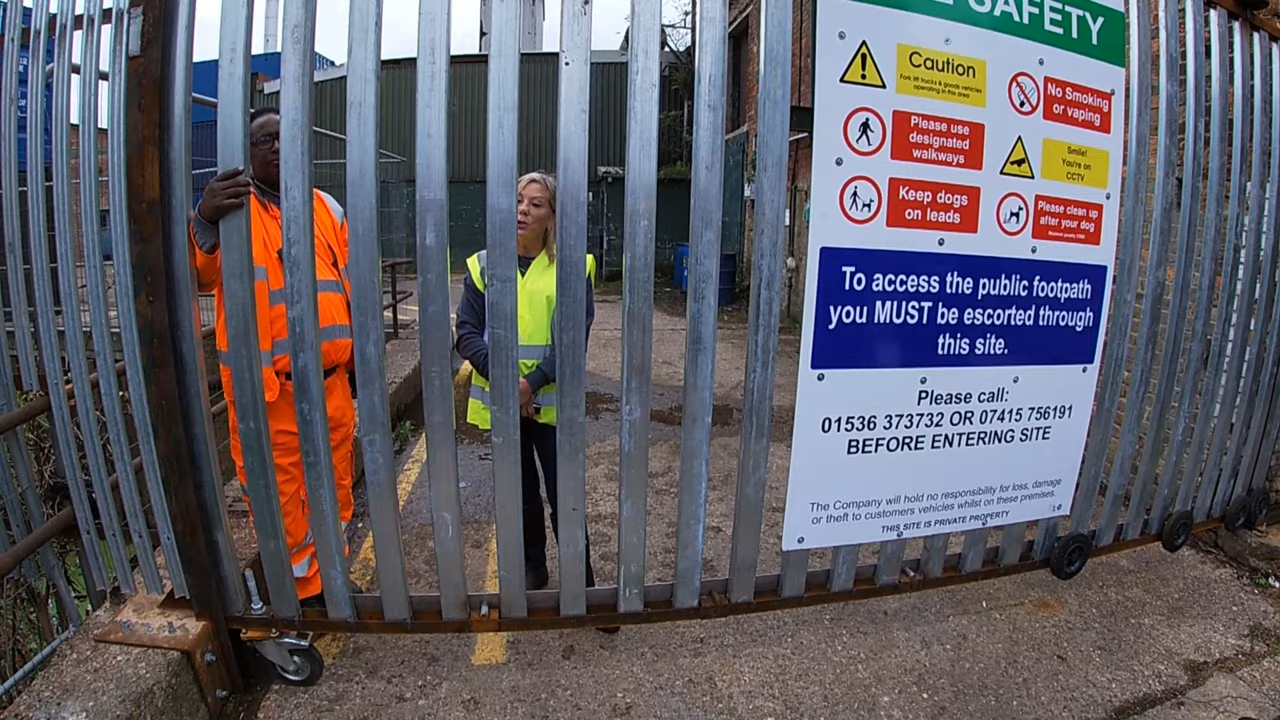 SAFETY
Caution
Fork lift trucks & goods vehicles
operating in this area
No Smoking
or vaping
Please use
designated
walkways
Smile!
You're on
CCTV
Keep dogs
on leads
Please clean up
after your dog
To access the public footpath
you MUST be escorted through
this site.
Please call:
01536 373732 OR 07415 756191
BEFORE ENTERING SITE
The Company will hold no responsibility for loss, damage
or theft to customers vehicles whilst on these premises.
THIS SITE IS PRIVATE PROPERTY